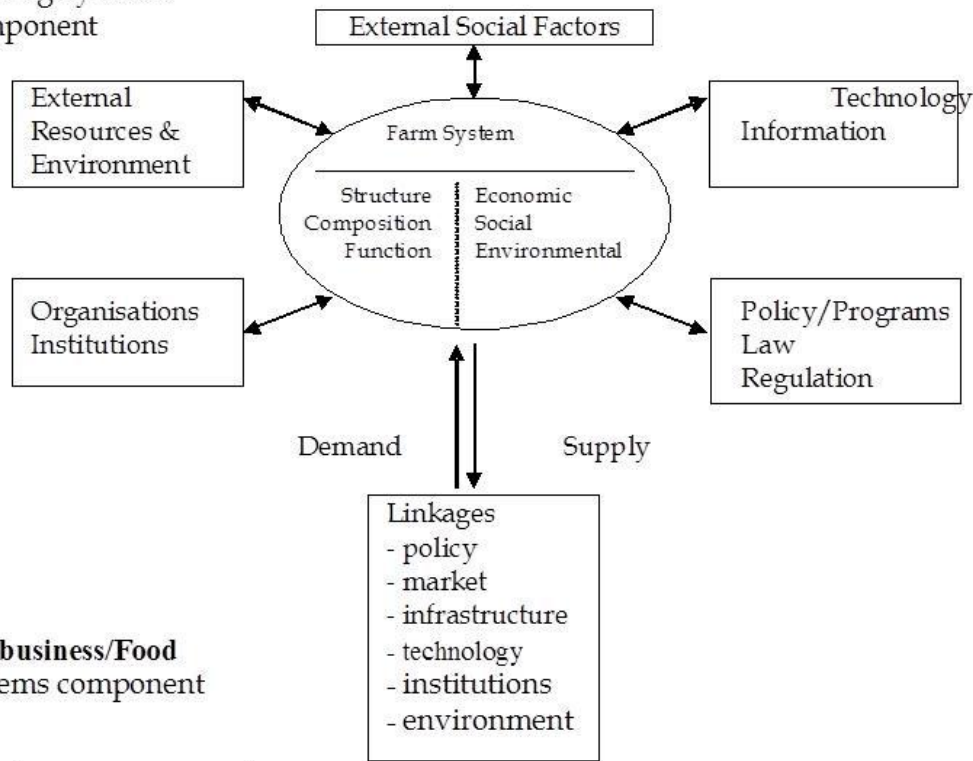 mponent
External Social Factors
External
Resources &
Environment
Technology
Information
Farm System
Structure
Composition
Function
Economic
Social
Environmental
Organisations
Institutions
Policy/Programs
Law
Regulation
Demand
Supply
Linkages
- policy
- market
- infrastructure
- technology
- institutions
- environment
business/Food
ems component